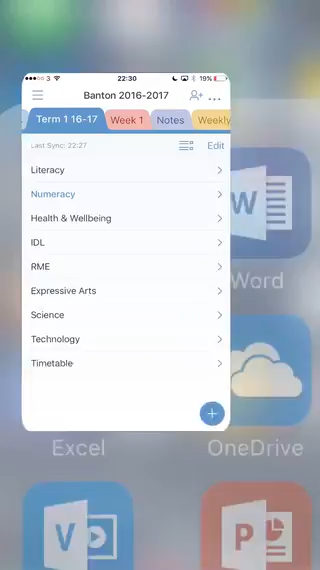 3 22:30 19%
Banton 2016-2017
Term 1 16-17 Week 1 Notes Weekly
Last Sync: 22:27 Edit
Literacy
Numeracy
Health & Wellbeing
IDL
RME
Expressive Arts
Science
Technology
Timetable
W
Word
Excel OneDrive
V P